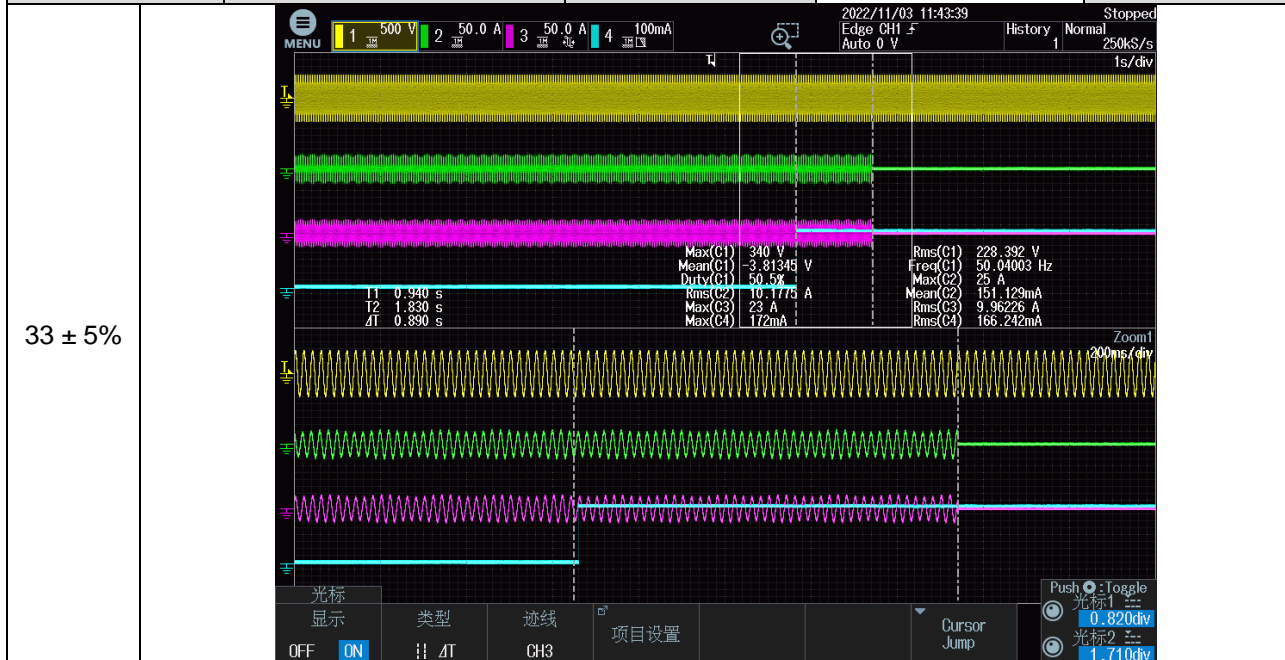 33 ± 5%
MENU
1 500 V
2 50.0 A
3 50.0 A
4 100mA
2022/11/03 11:43:39
Edge CH1
Auto 0 V
Stopped
History
1
Normal
250kS/s
1s/div
Max(C1) 340 V
Mean(C1) -3.81345 V
Duty(C1) 50.5%
Rms(C2) 10.1775 A
Max(C3) 23 A
Max(C4) 172mA
Rms(C1) 228.392 V
Freq(C1) 50.04003 Hz
Max(C2) 25 A
Mean(C2) 151.129mA
Rms(C3) 9.96226 A
Rms(C4) 166.242mA
T1 0.940 s
T2 1.830 s
ΔT 0.890 s
Zoom1
200ms/div
光标
显示
OFF ON
类型
ΔT
迹线
CH3
项目设置
Cursor
Jump
Push :Toggle
光标1
0.820div
光标2
1.710div